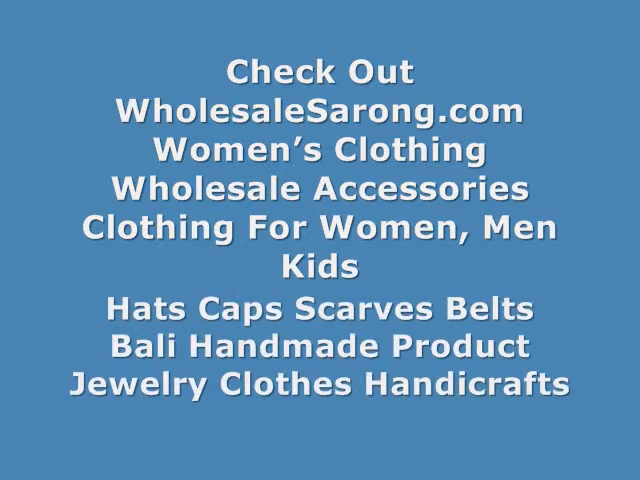 Check Out
WholesaleSarong.com
Women’s Clothing
Wholesale Accessories
Clothing For Women, Men
Kids
Hats Caps Scarves Belts
Bali Handmade Product
Jewelry Clothes Handicrafts